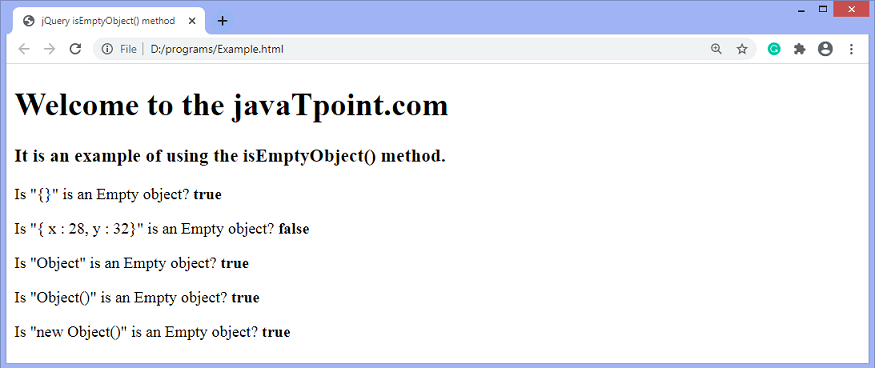 jQuery isEmptyObject() method
File | D:/programs/Example.html
Welcome to the javaTpoint.com
It is an example of using the isEmptyObject() method.
Is "{}" is an Empty object? true
Is "{ x : 28, y : 32}" is an Empty object? false
Is "Object" is an Empty object? true
Is "Object()" is an Empty object? true
Is "new Object()" is an Empty object? true